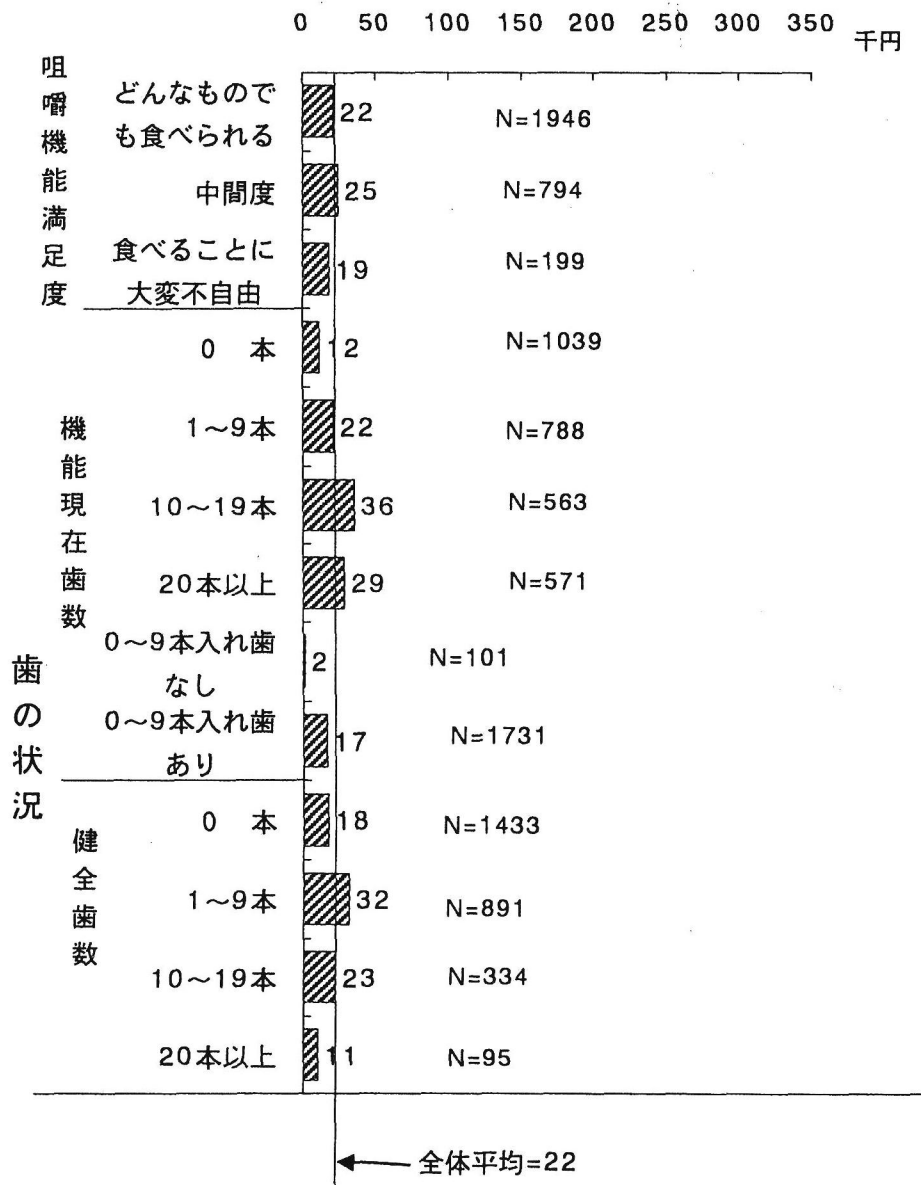 0 50 100 150 200 250 300 350
千円
咀嚼機能満足度
どんなもので
も食べられる
22
N=1946
中間度
25
N=794
食べることに
大変不自由
19
N=199
歯の状況
機能現在歯数
0 本
12
N=1039
1〜9本
22
N=788
10〜19本
36
N=563
20本以上
29
N=571
0〜9本入れ歯
なし
2
N=101
0〜9本入れ歯
あり
17
N=1731
健全歯数
0 本
18
N=1433
1〜9本
32
N=891
10〜19本
23
N=334
20本以上
11
N=95
全体平均=22